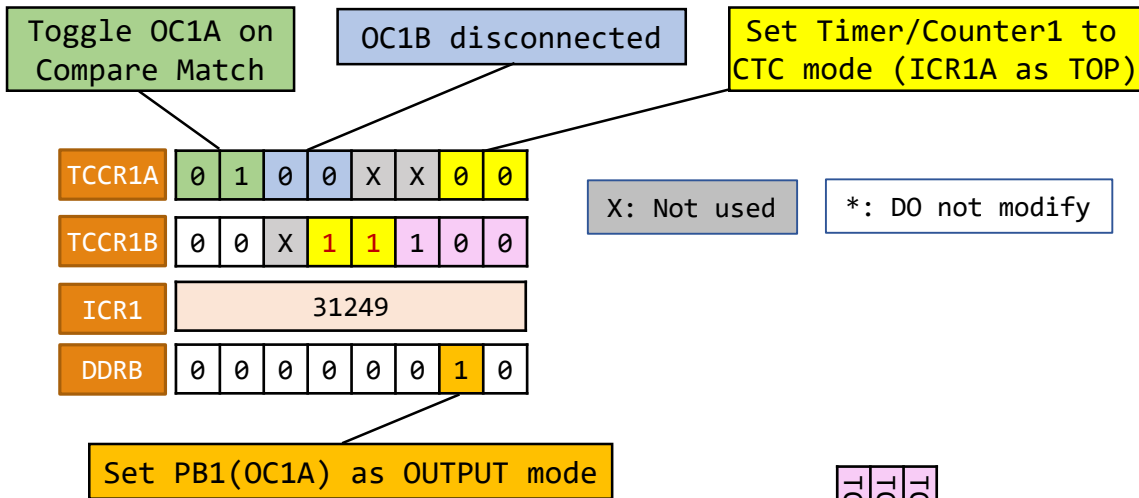 Toggle OC1A on
Compare Match
OC1B disconnected
Set Timer/Counter1 to
CTC mode (ICR1A as TOP)
TCCR1A 0 1 0 0 X X 0 0
X: Not used
*: DO not modify
TCCR1B 0 0 X 1 1 1 0 0
ICR1 31249
DDRB 0 0 0 0 0 0 1 0
Set PB1(OC1A) as OUTPUT mode